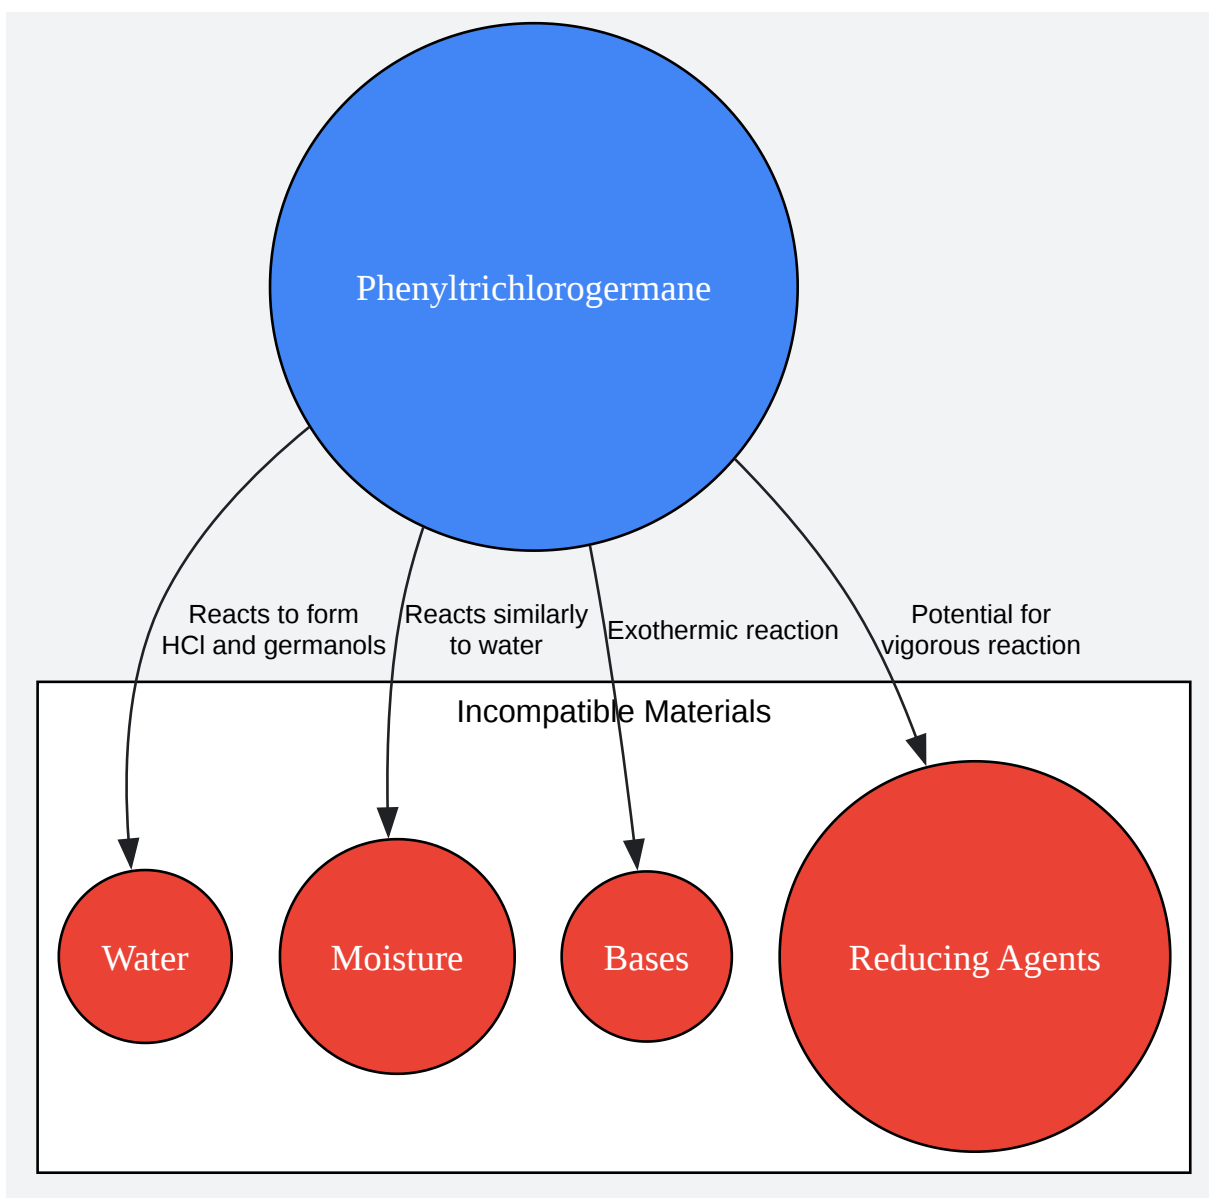 Phenyltrichlorogermane
Reacts to form
HCl and germanols
Reacts similarly
to water
Exothermic reaction
Potential for
vigorous reaction
Incompatible Materials
Water
Moisture
Bases
Reducing Agents